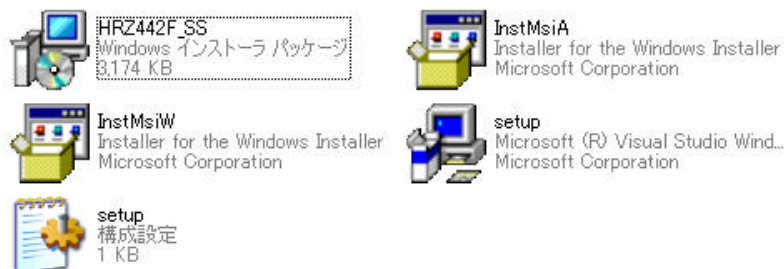 HRZ442F_SS
Windows インストーラ パッケージ
3,174 KB
InstMsiA
Installer for the Windows Installer
Microsoft Corporation
InstMsiW
Installer for the Windows Installer
Microsoft Corporation
setup
Microsoft (R) Visual Studio Wind...
Microsoft Corporation
setup
構成設定
1 KB